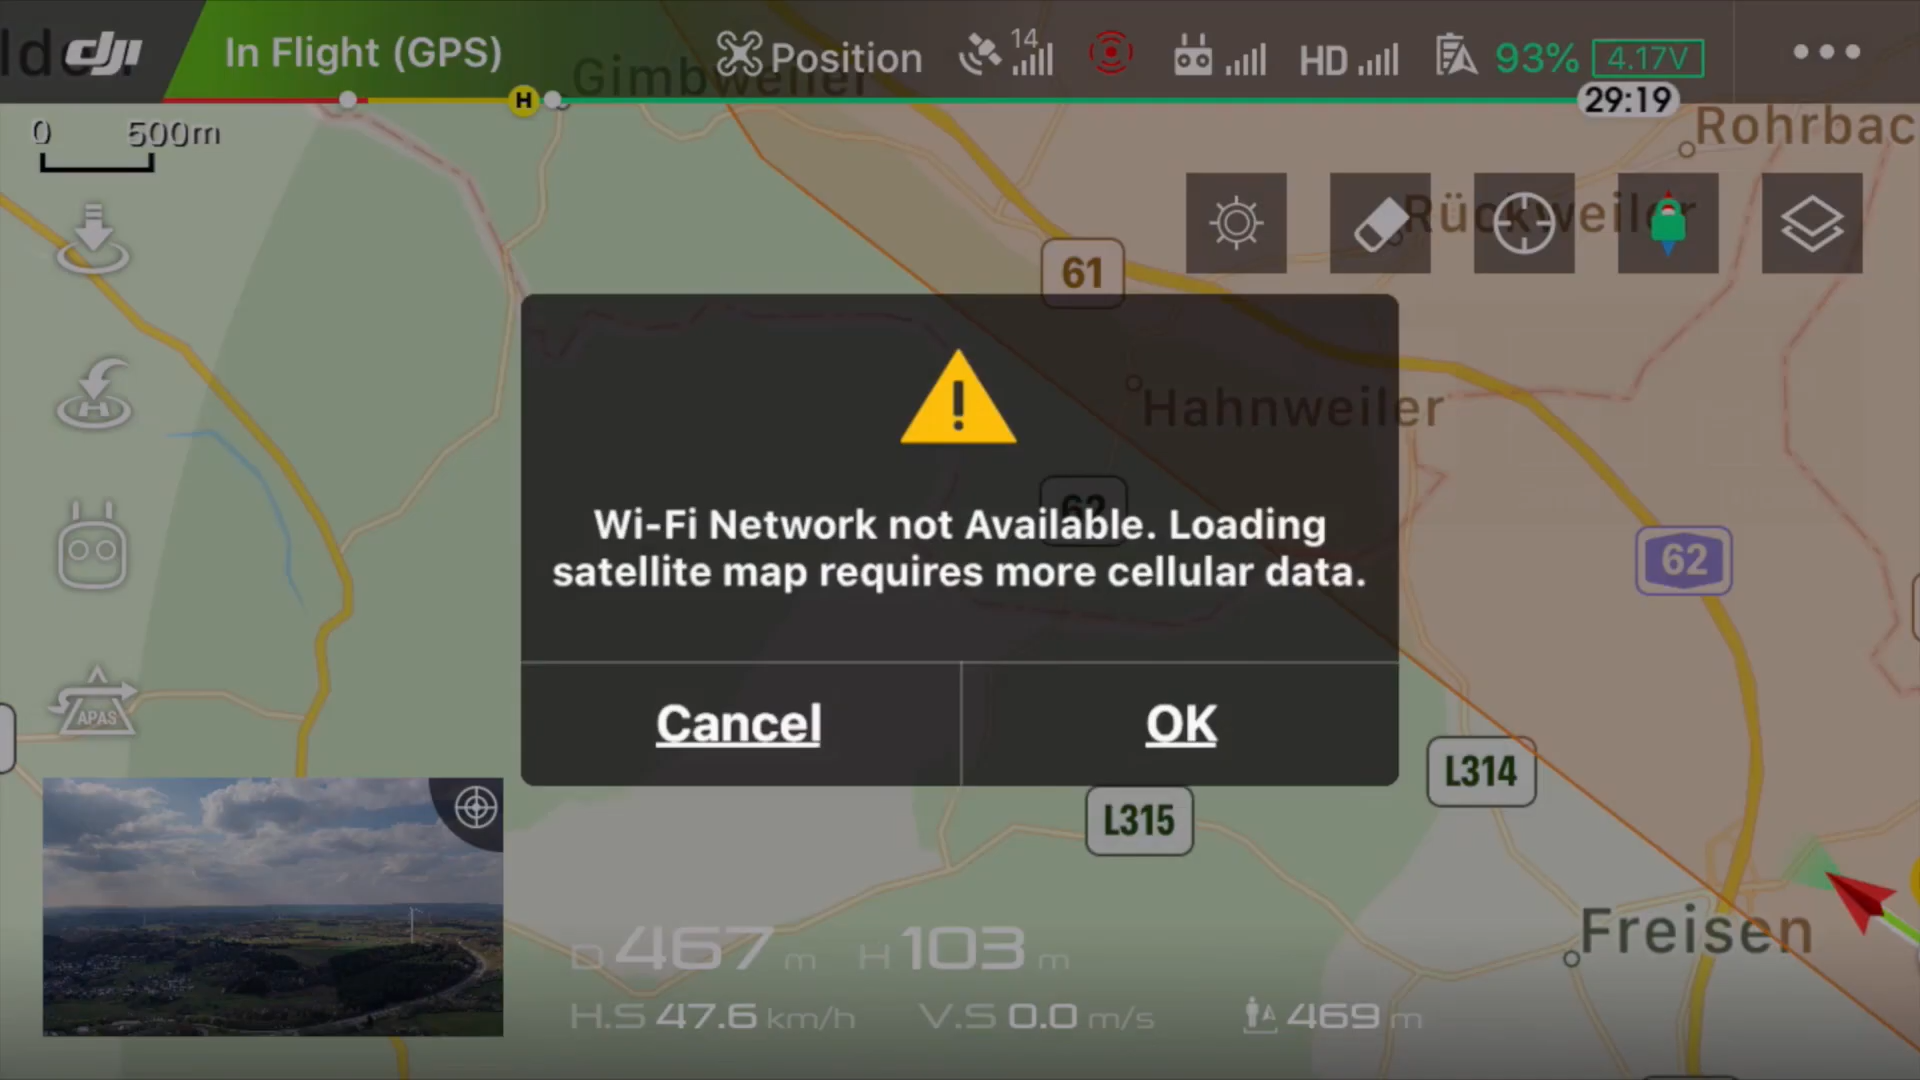 dji
In Flight (GPS)
Position
14
HD
93%
4.17V
H
29:19
Gimbweiler
0
500m
Rohrbac
Rückweiler
61
Hahnweiler
62
Wi-Fi Network not Available. Loading
satellite map requires more cellular data.
62
APAS
Cancel
OK
L314
L315
Freisen
D 467 m
H 103 m
H.S 47.6 km/h
V.S 0.0 m/s
469 m